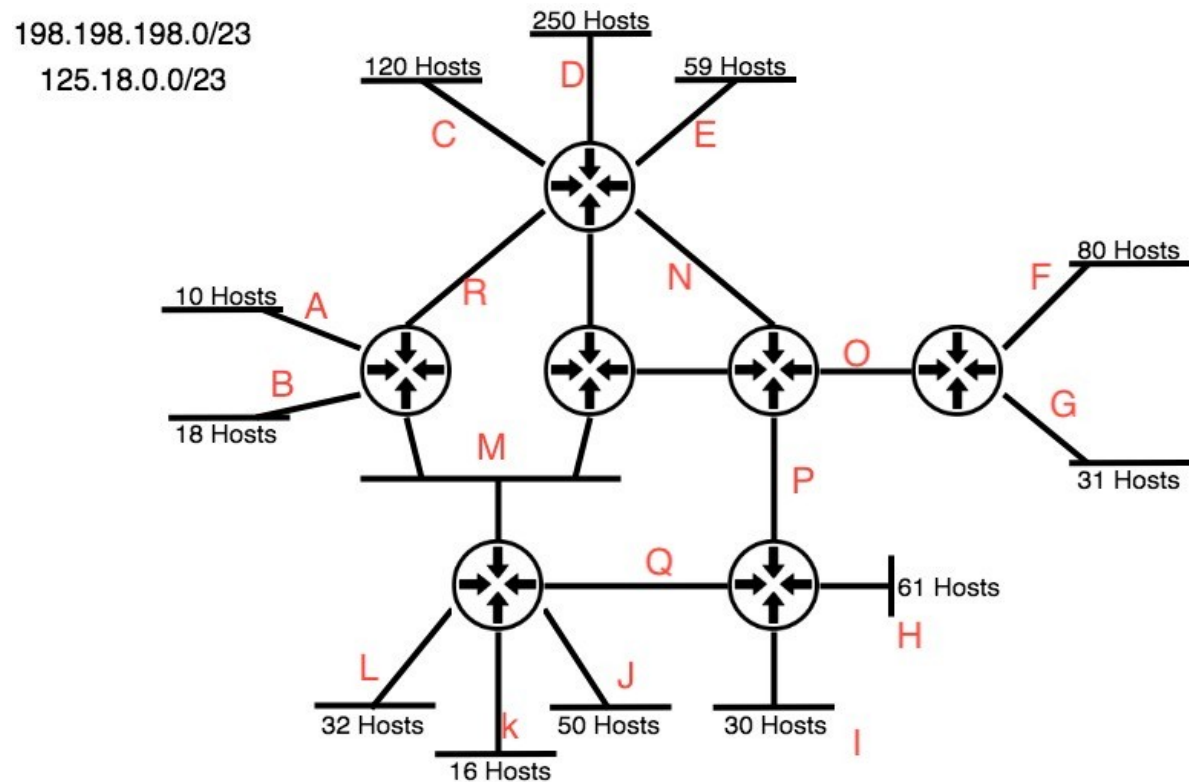 198.198.198.0/23
125.18.0.0/23
250 Hosts
120 Hosts
D
59 Hosts
C
E
10 Hosts
A
R
N
80 Hosts
F
B
18 Hosts
O
G
31 Hosts
M
P
Q
61 Hosts
H
L
J
32 Hosts
k
50 Hosts
30 Hosts
I
16 Hosts